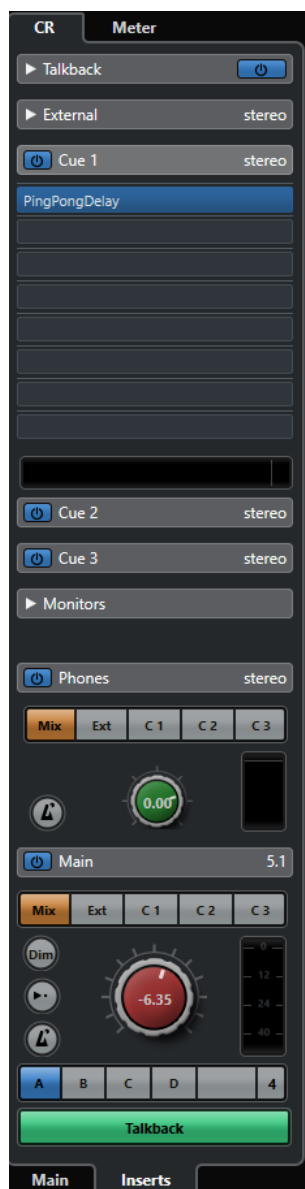 CR Meter
Talkback
External stereo
Cue 1 stereo
PingPongDelay
Cue 2 stereo
Cue 3 stereo
Monitors
Phones stereo
Mix Ext C 1 C 2 C 3
0.00
Main 5.1
Mix Ext C 1 C 2 C 3
Dim
0
12
-6.35
24
40
A B C D 4
Talkback
Main Inserts